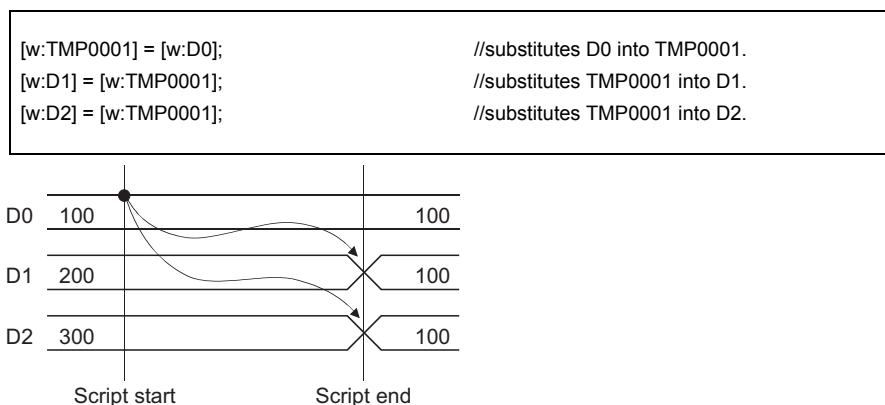 [w:TMP0001] = [w:D0]; //substitutes D0 into TMP0001.
[w:D1] = [w:TMP0001]; //substitutes TMP0001 into D1.
[w:D2] = [w:TMP0001]; //substitutes TMP0001 into D2.
D0 100 100
D1 200 100
D2 300 100
Script start Script end